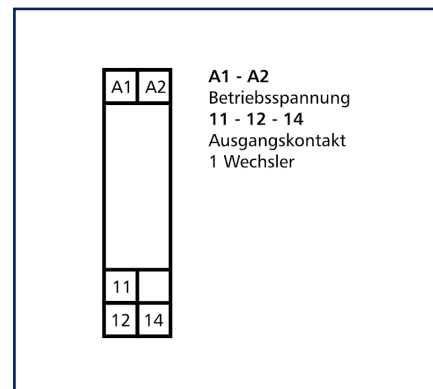 A1 A2
11
12 14
A1 - A2
Betriebsspannung
11 - 12 - 14
Ausgangskontakt
1 Wechsler